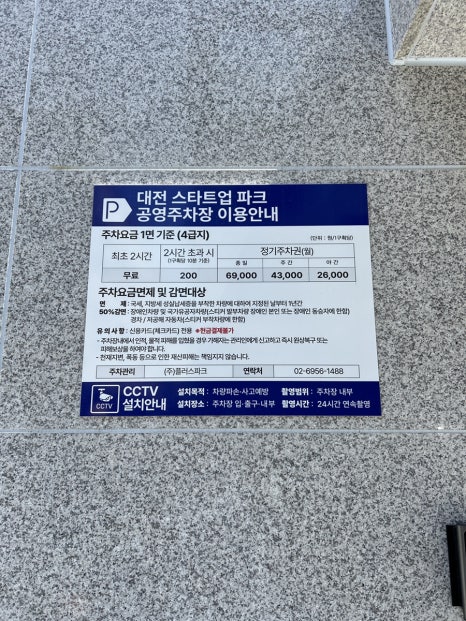 P 대전 스타트업 파크
공영주차장 이용안내
주차요금 1면 기준 (4급지)
(단위 : 원/1구획당)
최초 2시간 2시간 초과 시 정기주차권(월)
(1구획당 10분 기준) 종 일 주 간 야 간
무료 200 69,000 43,000 26,000
주차요금면제 및 감면대상
면 제 : 국세, 지방세 성실납세증을 부착한 차량에 대하여 지정된 날부터 1년간
50%감면 : 장애인차량 및 국가유공자차량(스티커 발부차량 장애인 본인 또는 장애인 동승차에 한함)
경차 / 저공해 자동차(스티커 부착차량에 한함)
유 의 사 항 : 신용카드(체크카드) 전용 ※현금결제불가
- 주차장내에서 인적, 물적 피해를 입혔을 경우 가해자는 관리인에게 신고하고 즉시 원상복구 또는
피해보상을 하여야합니다.
- 천재지변, 폭동 등으로 인한 재산피해는 책임지지 않습니다.
주차관리 (주)플러스파크 연락처 02-6956-1488
CCTV
설치안내
CCTV
설치목적 : 차량파손·사고예방 촬영범위 : 주차장 내부
설치장소 : 주차장 입·출구·내부 촬영시간 : 24시간 연속촬영